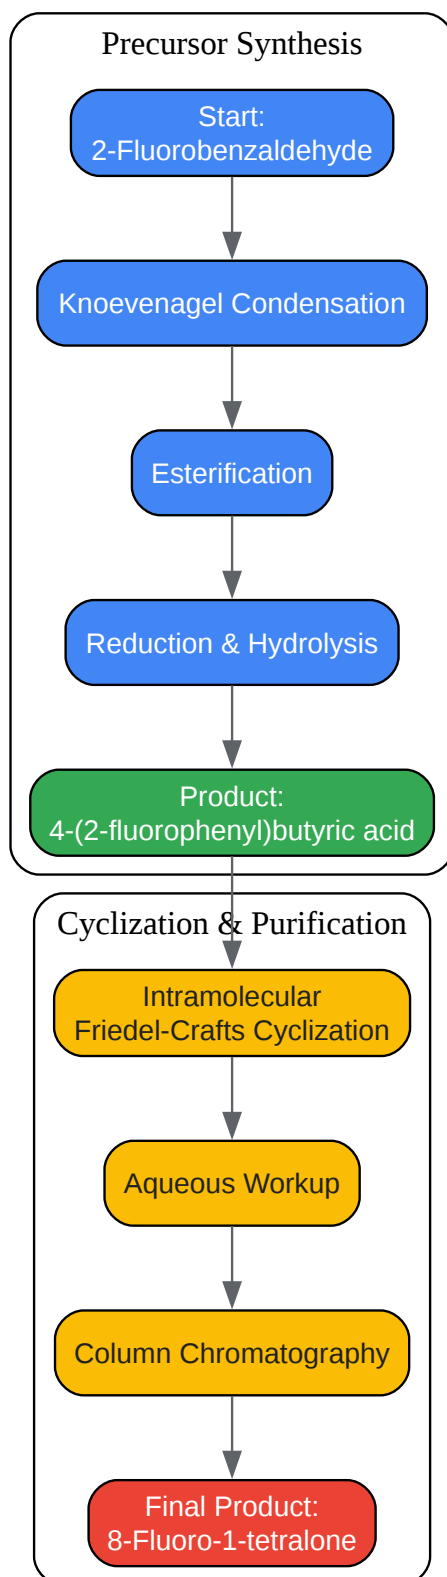 Precursor Synthesis
Start:
2-Fluorobenzaldehyde
Knoevenagel Condensation
Esterification
Reduction & Hydrolysis
Product:
4-(2-fluorophenyl)butyric acid
Cyclization & Purification
Intramolecular
Friedel-Crafts Cyclization
Aqueous Workup
Column Chromatography
Final Product:
8-Fluoro-1-tetralone